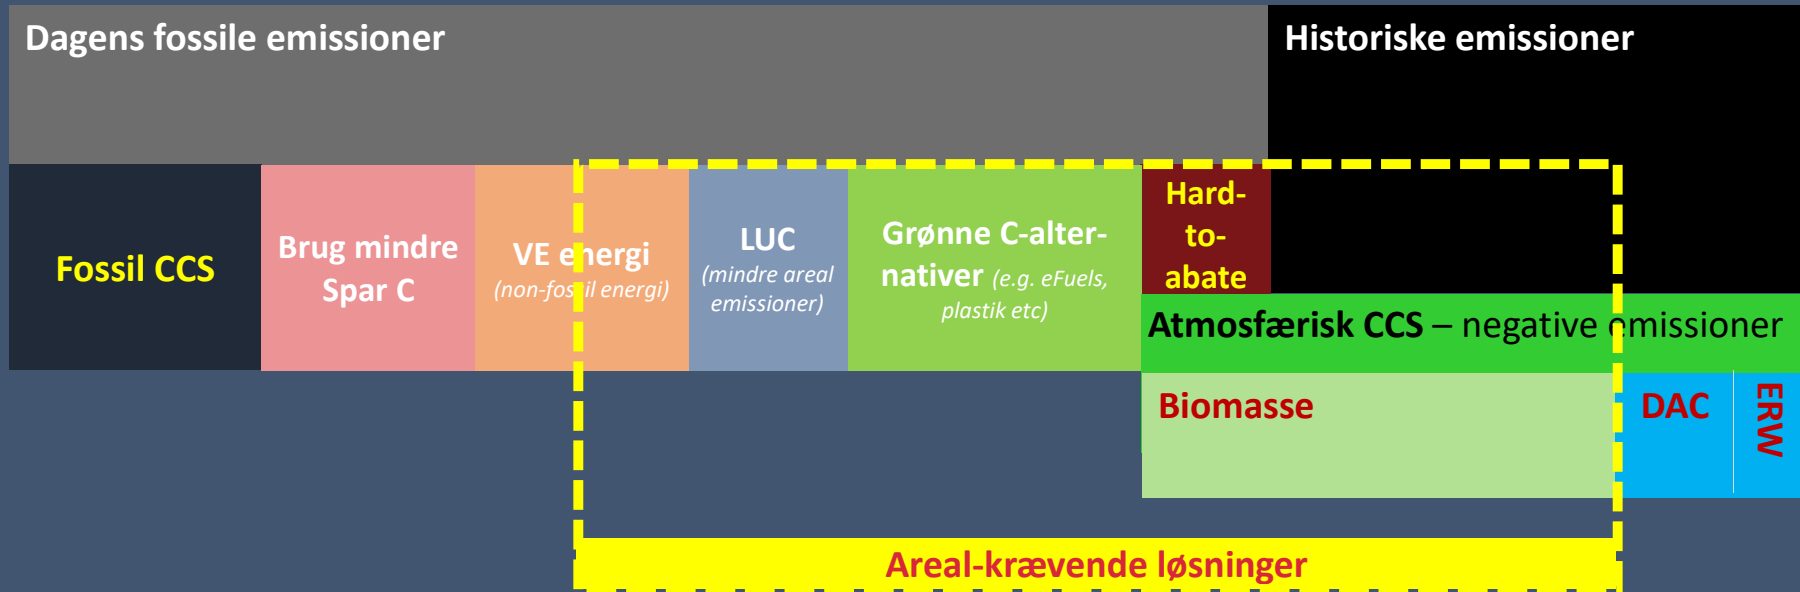 Dagens fossile emissioner
Historiske emissioner
Fossil CCS
Brug mindre
Spar C
VE energi
(non-fossil energi)
LUC
(mindre areal
emissioner)
Grønne C-alter-
nativer (e.g. eFuels,
plastik etc)
Hard-
to-
abate
Atmosfærisk CCS – negative emissioner
Biomasse
DAC
ERW
Areal-krævende løsninger